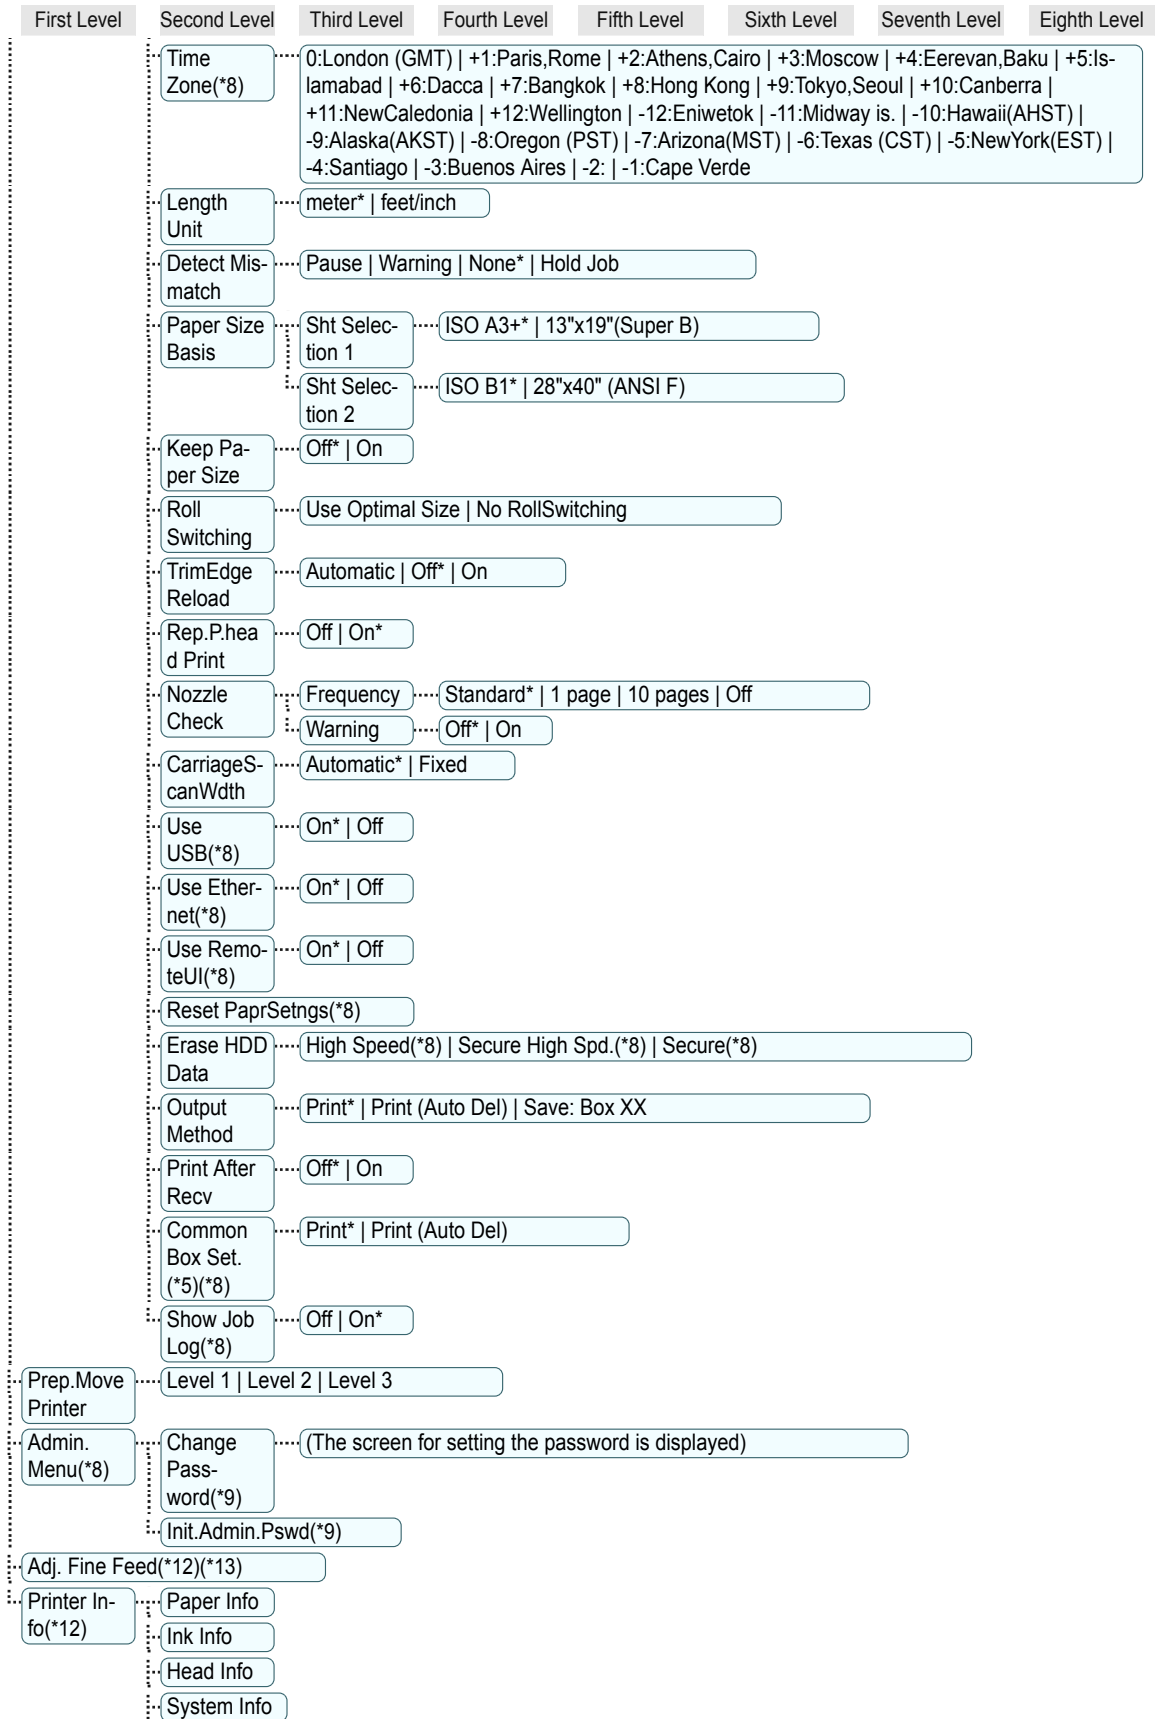 First Level Second Level Third Level Fourth Level Fifth Level Sixth Level Seventh Level Eighth Level
Time
Zone(*8)
0:London (GMT) | +1:Paris,Rome | +2:Athens,Cairo | +3:Moscow | +4:Eerevan,Baku | +5:Is-
lamabad | +6:Dacca | +7:Bangkok | +8:Hong Kong | +9:Tokyo,Seoul | +10:Canberra |
+11:NewCaledonia | +12:Wellington | -12:Eniwetok | -11:Midway is. | -10:Hawaii(AHST) |
-9:Alaska(AKST) | -8:Oregon (PST) | -7:Arizona(MST) | -6:Texas (CST) | -5:NewYork(EST) |
-4:Santiago | -3:Buenos Aires | -2: | -1:Cape Verde
Length
Unit
meter* | feet/inch
Detect Mis-
match
Pause | Warning | None* | Hold Job
Paper Size
Basis
Sht Selec-
tion 1
ISO A3+* | 13"x19"(Super B)
Sht Selec-
tion 2
ISO B1* | 28"x40" (ANSI F)
Keep Pa-
per Size
Off* | On
Roll
Switching
Use Optimal Size | No RollSwitching
TrimEdge
Reload
Automatic | Off* | On
Rep.P.hea
d Print
Off | On*
Nozzle
Check
Frequency
Standard* | 1 page | 10 pages | Off
Warning
Off* | On
CarriageS-
canWdth
Automatic* | Fixed
Use
USB(*8)
On* | Off
Use Ether-
net(*8)
On* | Off
Use Remo-
teUI(*8)
On* | Off
Reset PaprSetngs(*8)
Erase HDD
Data
High Speed(*8) | Secure High Spd.(*8) | Secure(*8)
Output
Method
Print* | Print (Auto Del) | Save: Box XX
Print After
Recv
Off* | On
Common
Box Set.
(*5)(*8)
Print* | Print (Auto Del)
Show Job
Log(*8)
Off | On*
Prep.Move
Printer
Level 1 | Level 2 | Level 3
Admin.
Menu(*8)
Change
Pass-
word(*9)
(The screen for setting the password is displayed)
Init.Admin.Pswd(*9)
Adj. Fine Feed(*12)(*13)
Printer In-
fo(*12)
Paper Info
Ink Info
Head Info
System Info